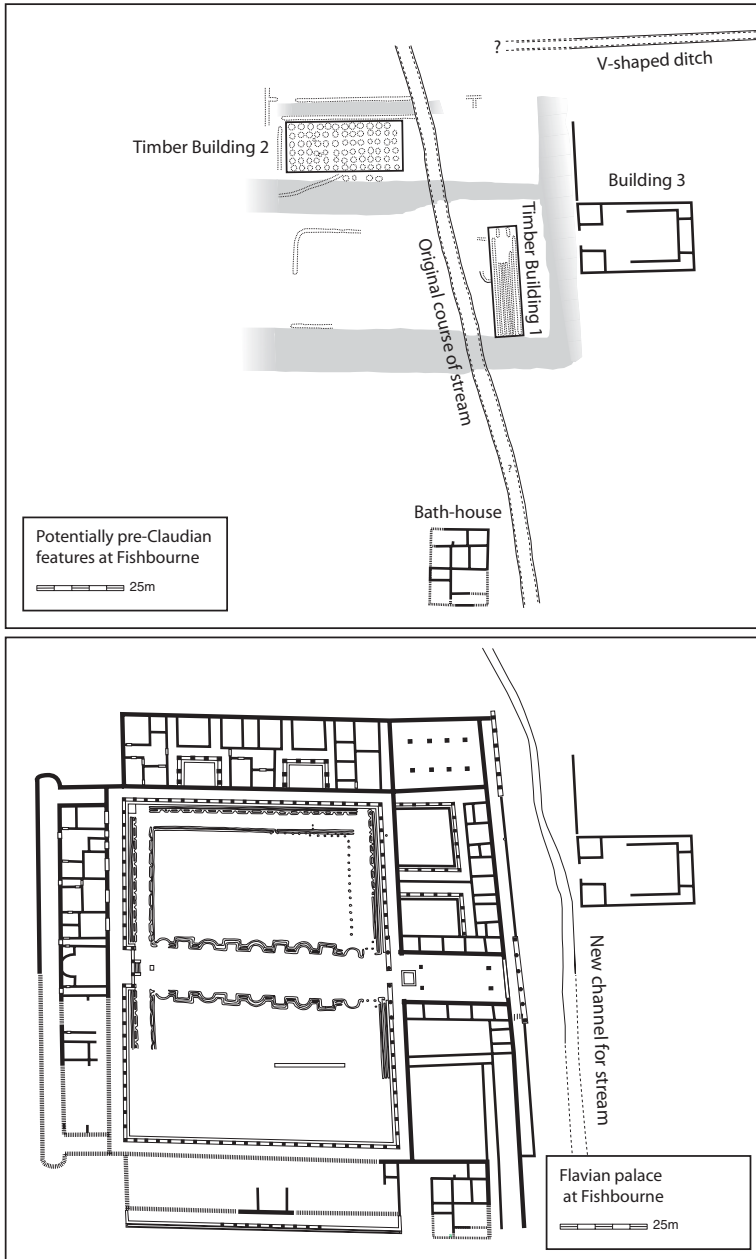 ?
V-shaped ditch
Timber Building 2
Building 3
Timber Building 1
Original course of stream
?
Bath-house
Potentially pre-Claudian
features at Fishbourne
25m
New channel for stream
Flavian palace
at Fishbourne
25m